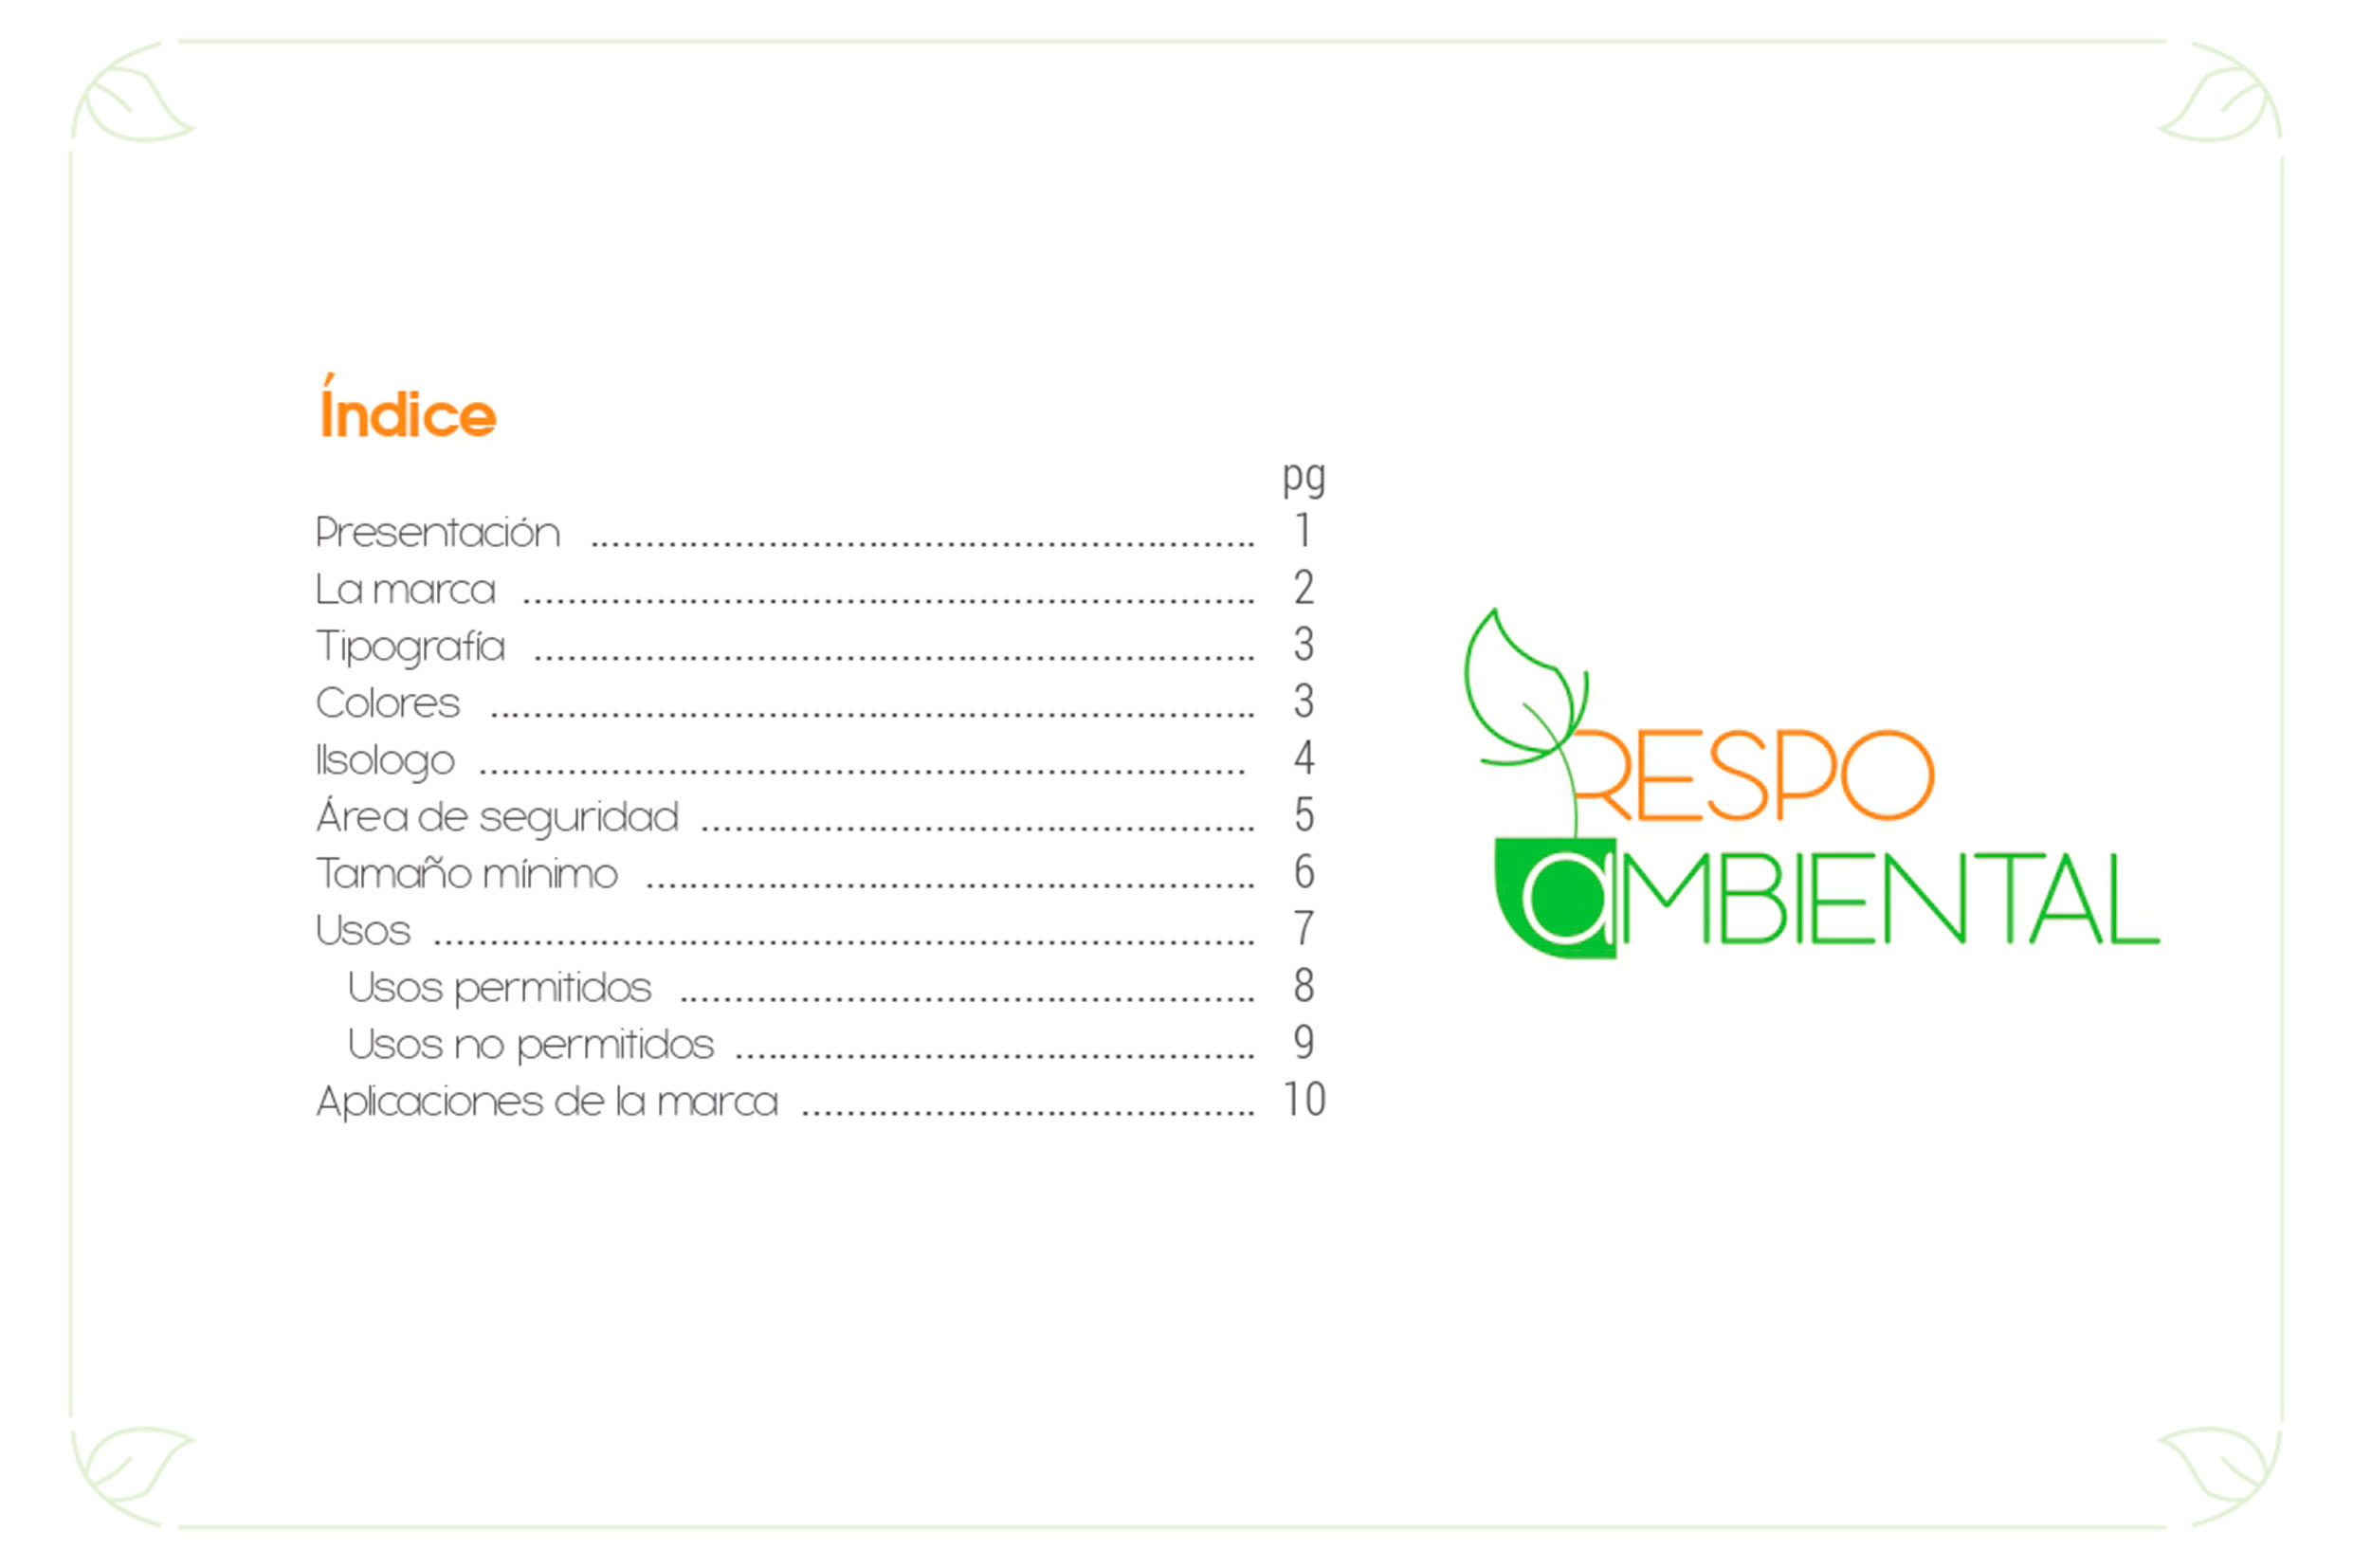 Índice
pg
Presentación ........................................................... 1
La marca ................................................................. 2
Tipografía ................................................................ 3
Colores .................................................................... 3
IIsologo .................................................................... 4
Área de seguridad .................................................. 5
Tamaño mínimo ...................................................... 6
Usos ......................................................................... 7
Usos permitidos ................................................... 8
Usos no permitidos .............................................. 9
Aplicaciones de la marca ........................................ 10
RESPO
aMBIENTAL